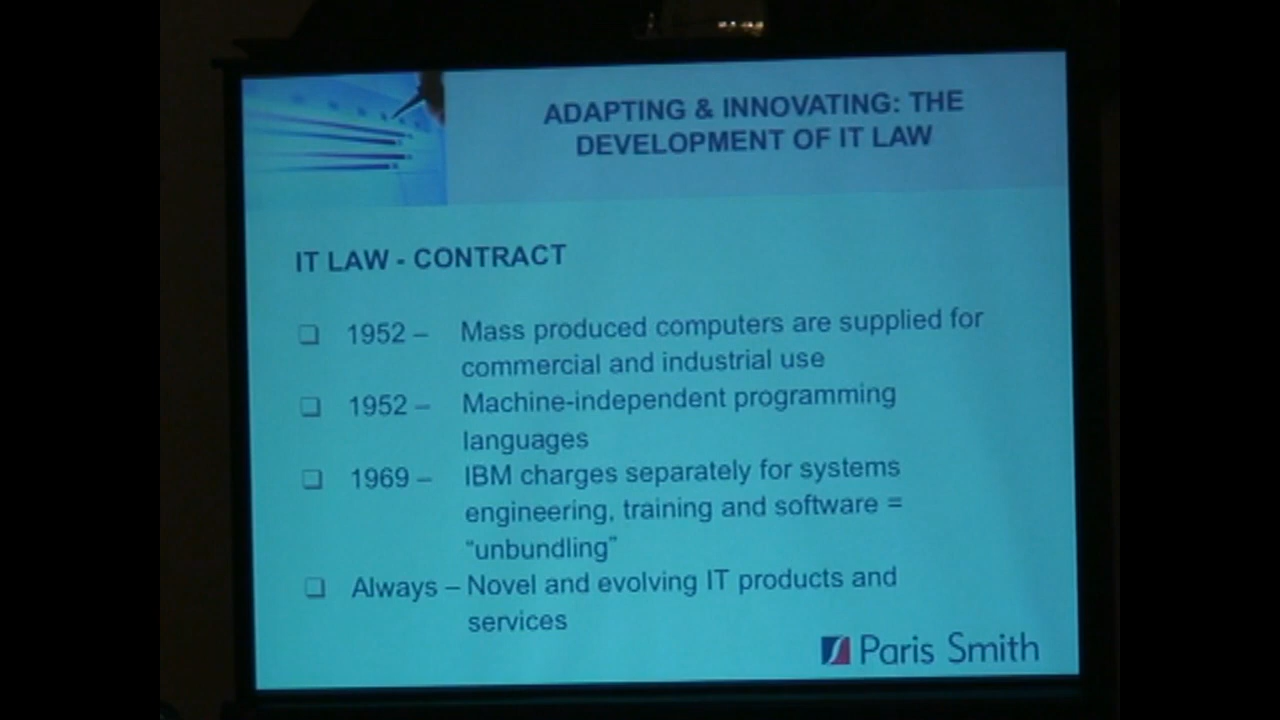 ADAPTING & INNOVATING: THE
DEVELOPMENT OF IT LAW
IT LAW - CONTRACT
❑ 1952 – Mass produced computers are supplied for
commercial and industrial use
❑ 1952 – Machine-independent programming
languages
❑ 1969 – IBM charges separately for systems
engineering, training and software =
“unbundling”
❑ Always – Novel and evolving IT products and
services
Paris Smith